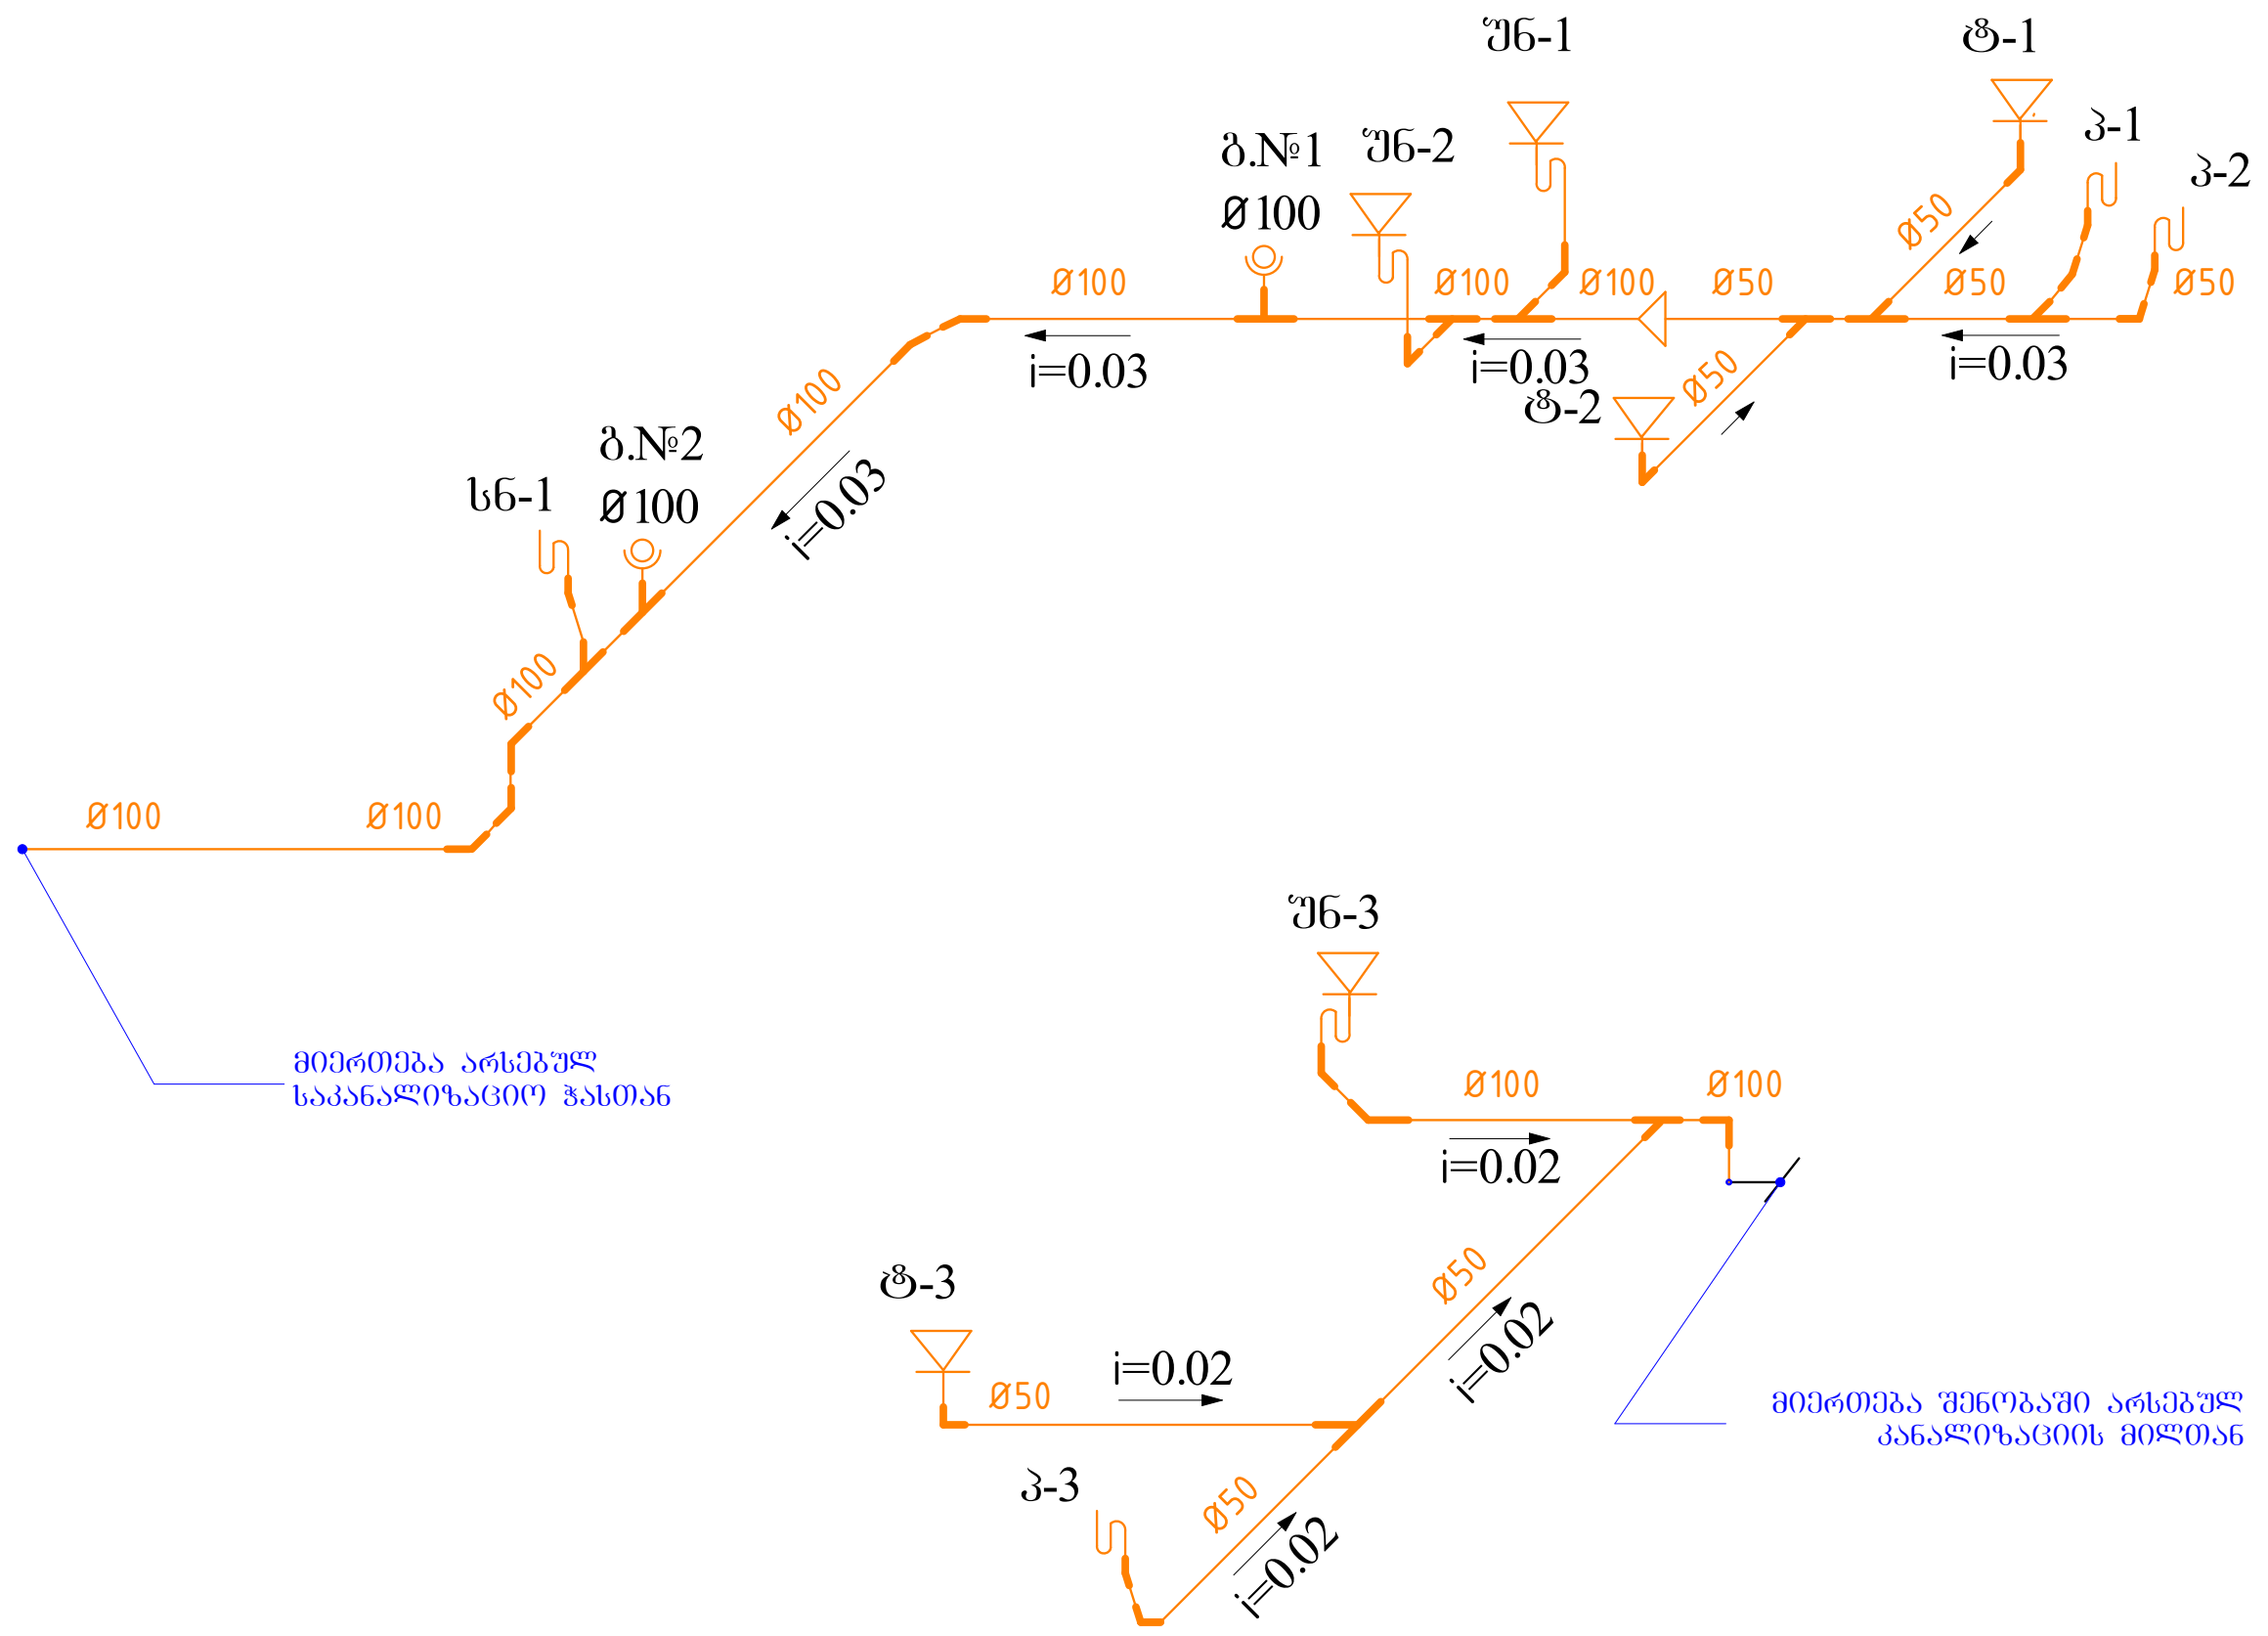 უნ-1
ტ-1
პ-1
გ.№1
უნ-2
პ-2
Ø100
Ø50
Ø100
Ø100
Ø100
Ø50
Ø50
Ø50
i=0.03
i=0.03
i=0.03
Ø100
ტ-2
Ø50
გ.№2
Ø100
სნ-1
i=0.03
Ø100
Ø100
Ø100
უნ-3
მიერთება არსებულ
საკანალიზაციო ჭასთან
Ø100
Ø100
i=0.02
ტ-3
Ø50
i=0.02
i=0.02
Ø50
მიერთება შენობაში არსებულ
კანალიზაციის მილთან
პ-3
Ø50
i=0.02